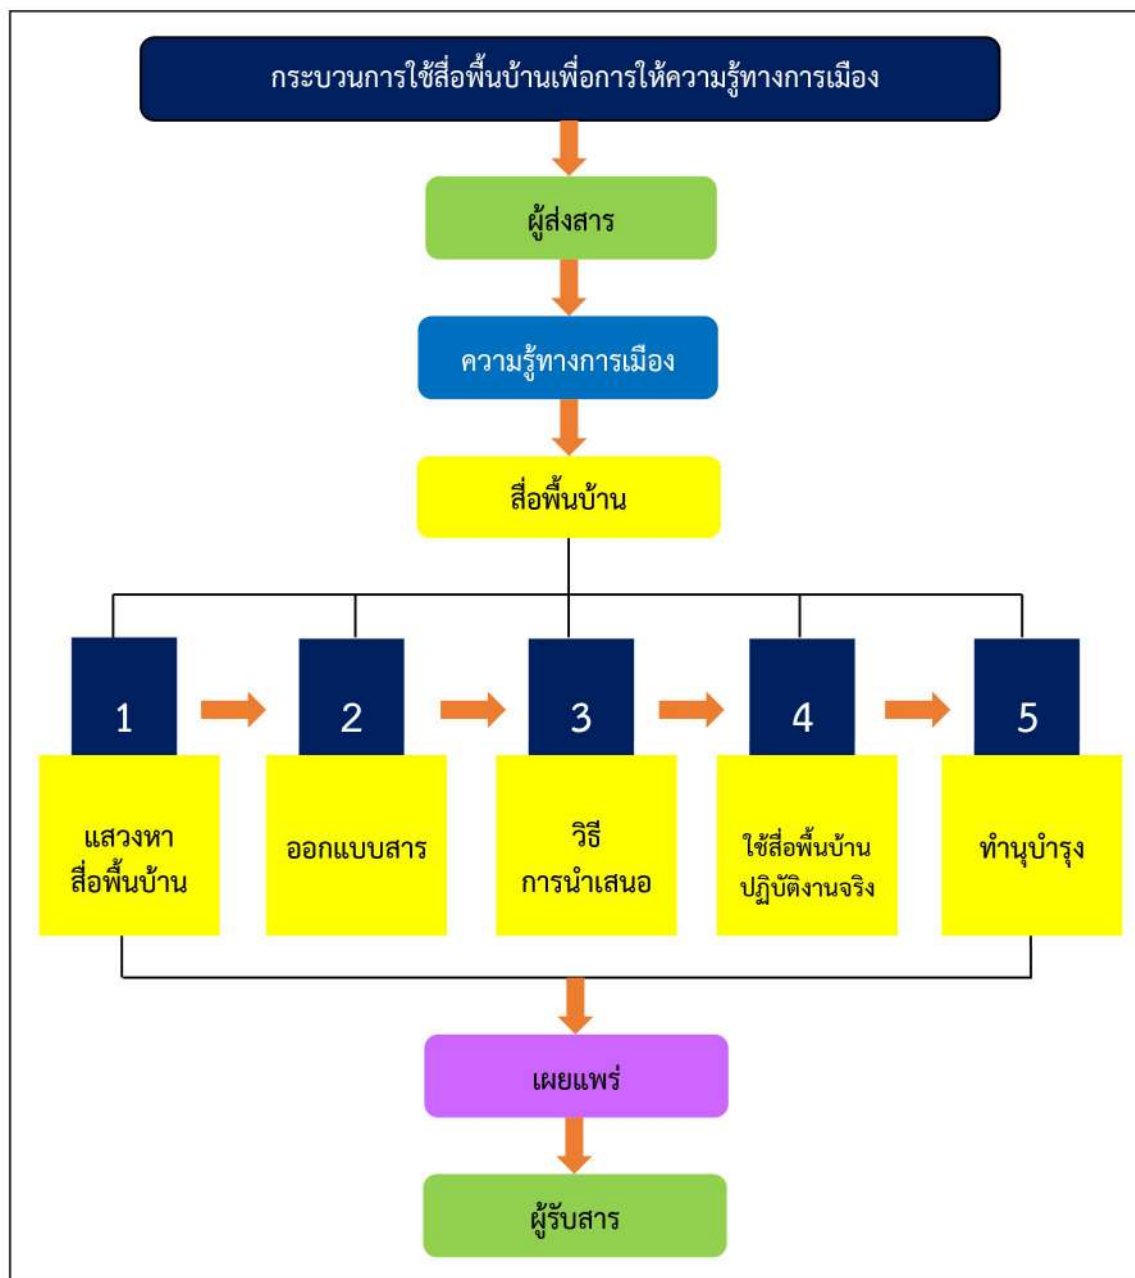 กระบวนการใช้สื่อพื้นบ้านเพื่อการให้ความรู้ทางการเมือง
ผู้ส่งสาร
ความรู้ทางการเมือง
สื่อพื้นบ้าน
1
แสวงหา
สื่อพื้นบ้าน
2
ออกแบบสาร
3
วิธี
การนำเสนอ
4
ใช้สื่อพื้นบ้าน
ปฏิบัติงานจริง
5
ทำนุบำรุง
เผยแพร่
ผู้รับสาร